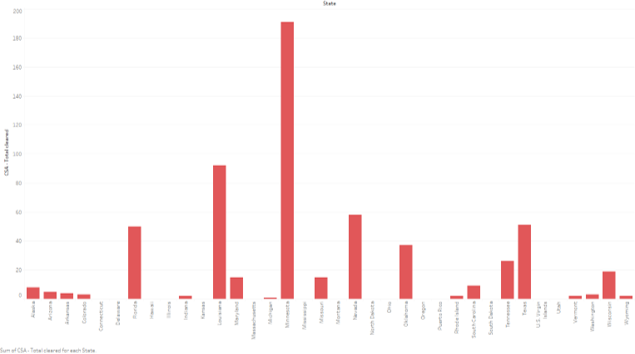 State
200
180
160
140
120
100
80
60
40
20
0
CSA - Total cleared
Alaska
Arizona
Arkansas
Colorado
Connecticut
Delaware
Florida
Hawaii
Illinois
Indiana
Kansas
Louisiana
Maryland
Massachusetts
Michigan
Minnesota
Mississippi
Missouri
Montana
Nevada
North Dakota
Ohio
Oklahoma
Oregon
Puerto Rico
Rhode Island
South Carolina
South Dakota
Tennessee
Texas
U.S. Virgin
Islands
Utah
Vermont
Washington
Wisconsin
Wyoming
Sum of CSA - Total cleared for each State.